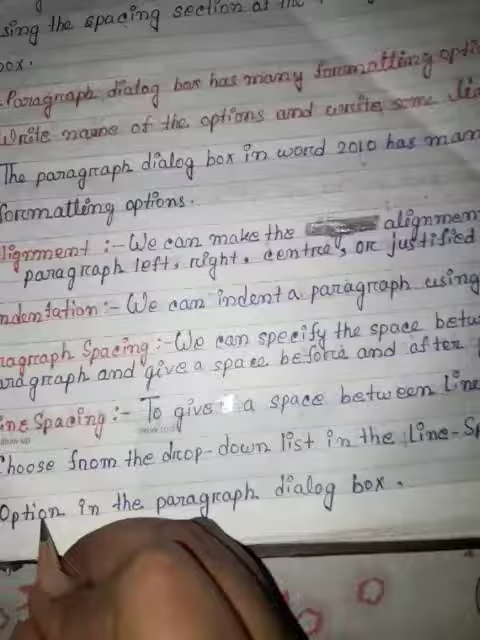 sing the spacing section at the
box.
Paragraph dialog box has many formatting opti
Write name of the options and write some li
The paragraph dialog box in word 2010 has man
formatting options.
lignment :- We can make the alignmen
paragraph left, right, centre, or justified
ndentation :- We can indent a paragraph using
ragraph Spacing :- We can specify the space betw
aragraph and give a space before and after
ine Spacing :- To give a space between line
Choose from the drop-down list in the Line-Sp
Option in the paragraph dialog box.